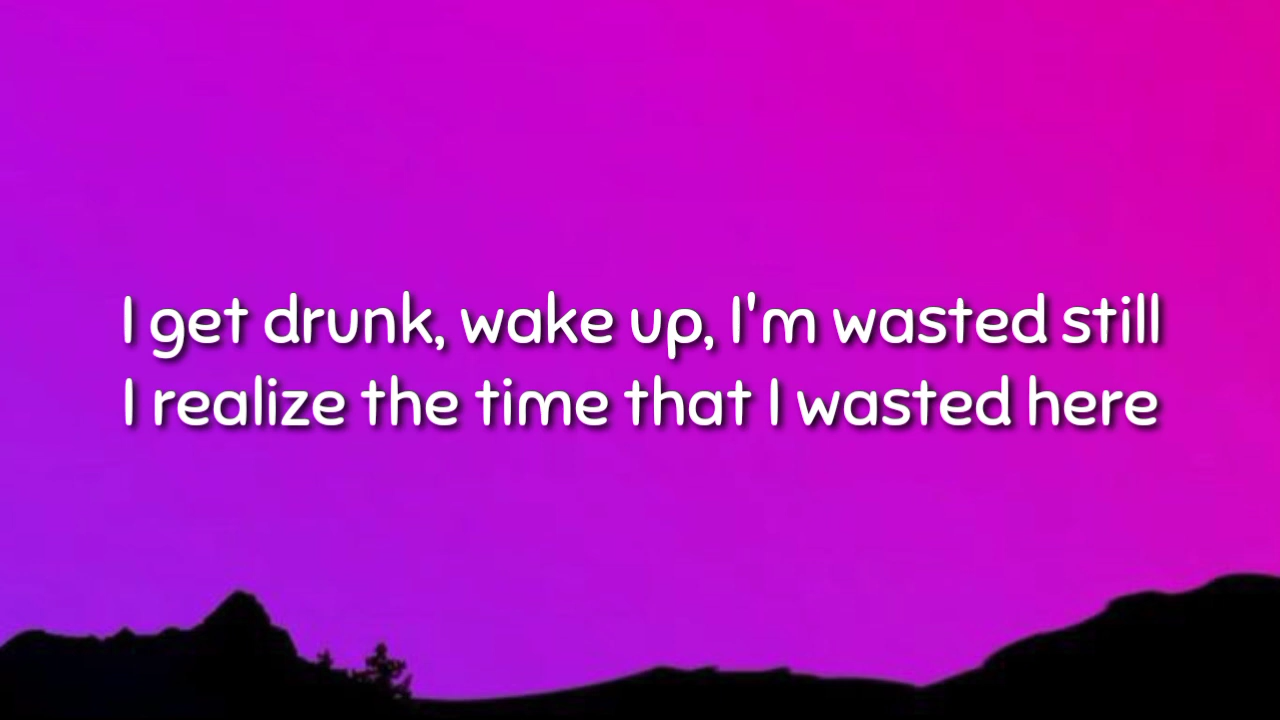 I get drunk, wake up, I'm wasted still
I realize the time that I wasted here